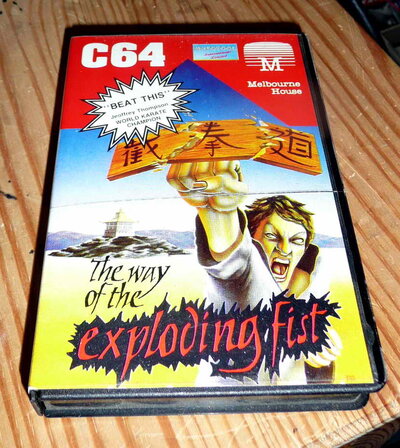 C64
M
Melbourne
House
"BEAT THIS"
Jeoffrey Thompson
WORLD KARATE
CHAMPION
截拳道
The way
of the
exploding fist